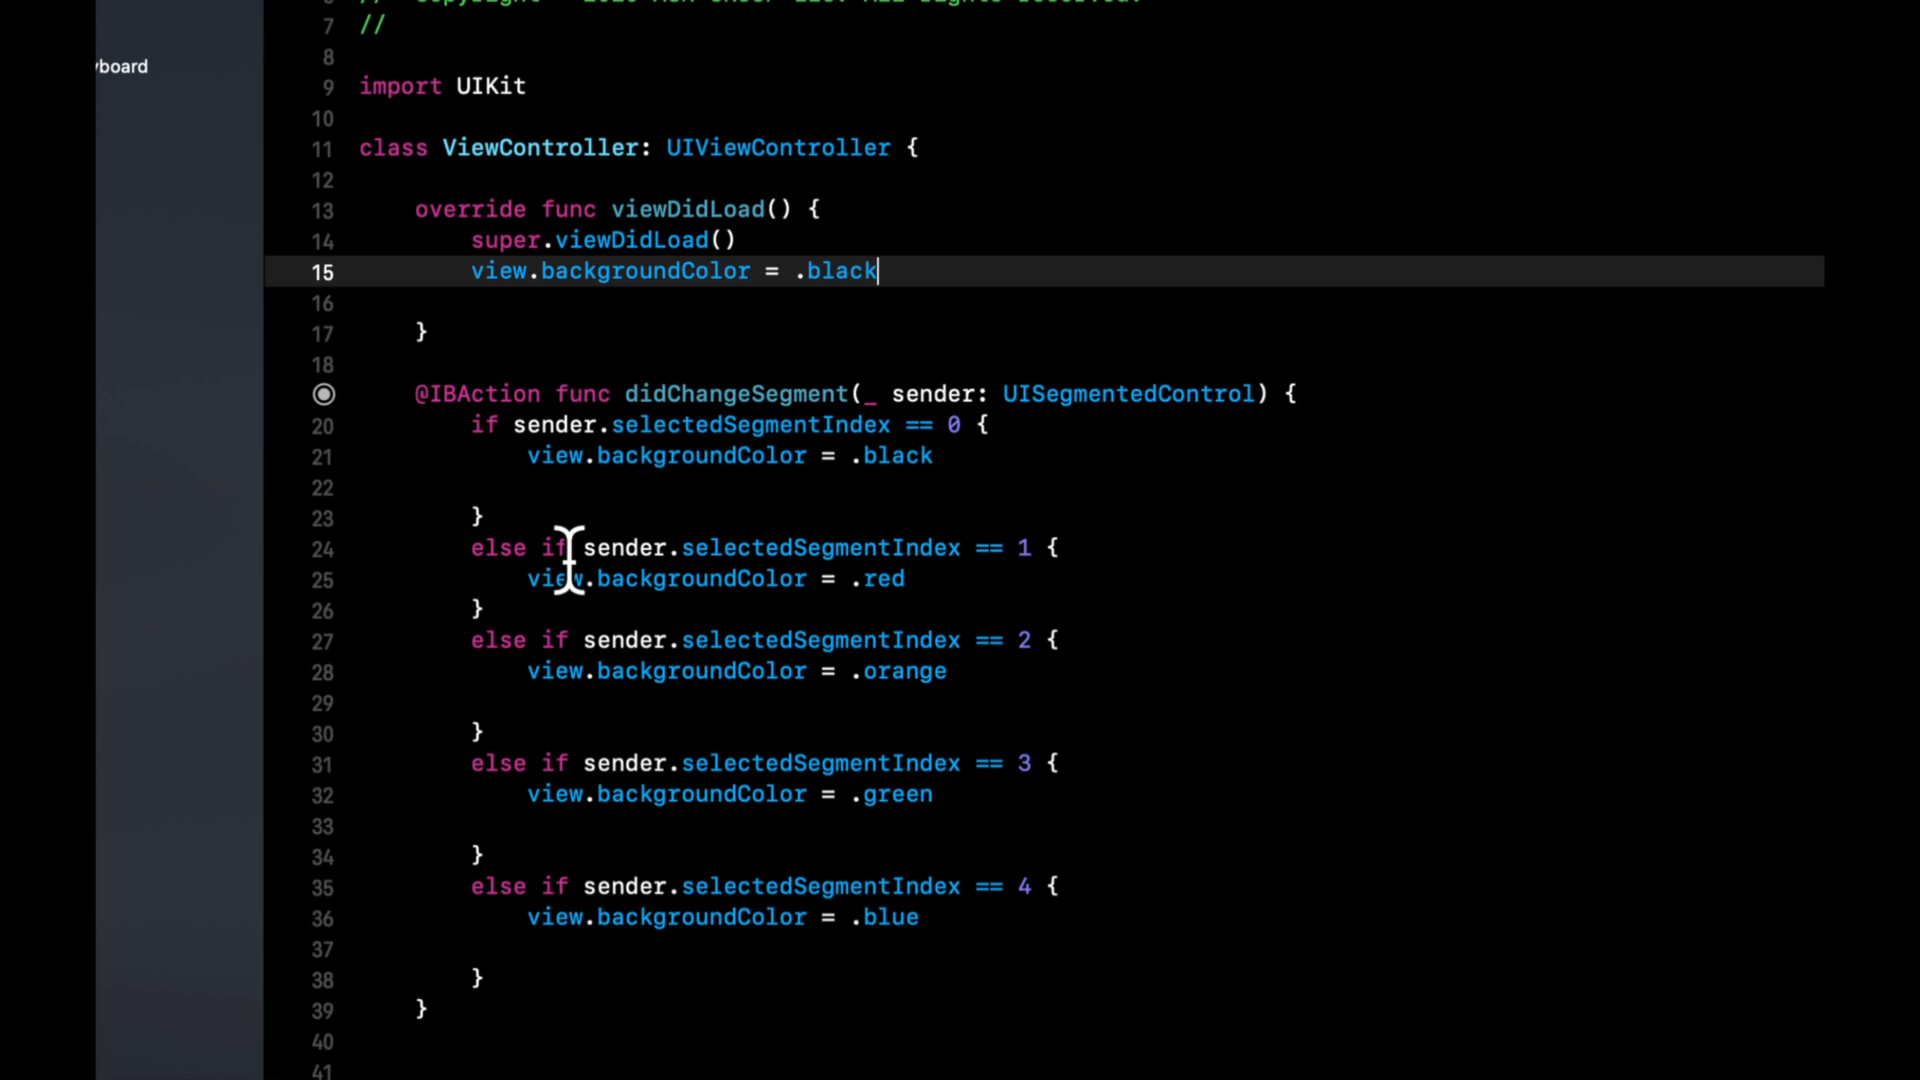 7 //
8
yboard
9 import UIKit
10
11 class ViewController: UIViewController {
12
13 override func viewDidLoad() {
14 super.viewDidLoad()
15 view.backgroundColor = .black
16
17 }
18
@IBAction func didChangeSegment(_ sender: UISegmentedControl) {
20 if sender.selectedSegmentIndex == 0 {
21 view.backgroundColor = .black
22
23 }
24 else if sender.selectedSegmentIndex == 1 {
25 view.backgroundColor = .red
26 }
27 else if sender.selectedSegmentIndex == 2 {
28 view.backgroundColor = .orange
29
30 }
31 else if sender.selectedSegmentIndex == 3 {
32 view.backgroundColor = .green
33
34 }
35 else if sender.selectedSegmentIndex == 4 {
36 view.backgroundColor = .blue
37
38 }
39 }
40
41